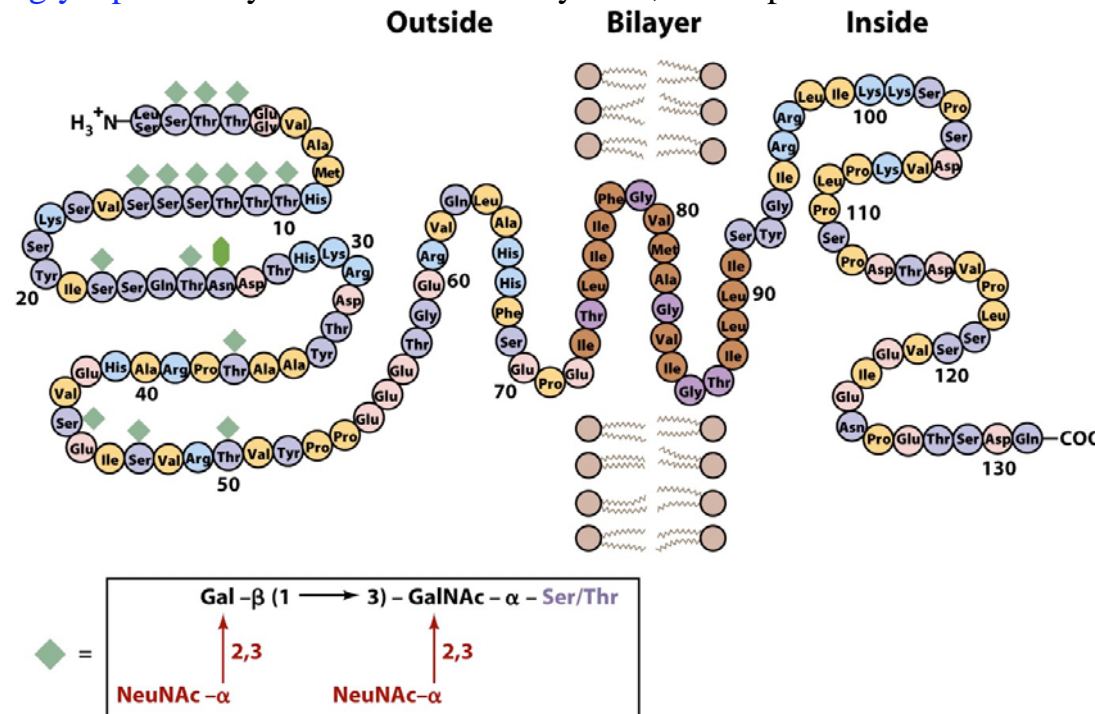 Outside Bilayer Inside
H₃⁺N–
Leu Ser
Ser Thr Thr
Glu Gly
Val
Ala
Met
Lys Ser Val Ser Ser Ser Thr Thr Thr His
10
Ser
Tyr Ile Ser Ser Gln Thr Asn Asp Thr His Lys Arg
20
30
Asp
Thr
Tyr
Glu His Ala Arg Pro Thr Ala Ala
40
Val
Ser
Glu Ile Ser Val Arg Thr Val Tyr Pro Pro
50
Glu
Glu
Glu
Thr
Gly
Glu
60
Arg
Val
Gln Leu
Ala
His
His
Phe
Ser
Glu Pro Glu
70
Ile
Thr
Leu
Ile
Ile
Phe Gly
Val
80
Met
Ala
Gly
Val
Ile
Gly Thr
Ile
Leu
Leu
90
Ile
Ser Tyr
Gly
Ile
Arg
Arg
Leu Ile Lys Lys Ser Pro
100
Ser
Leu Pro Lys Val Asp
Pro
110
Ser
Pro Asp Thr Asp Val Pro
Leu
Glu Val Ser Ser
120
Ile
Glu
Asn Pro Glu Thr Ser Asp Gln –COO
130
Gal –β (1 ⟶ 3) – GalNAc – α – Ser/Thr
=
2,3 2,3
NeuNAc –α NeuNAc–α